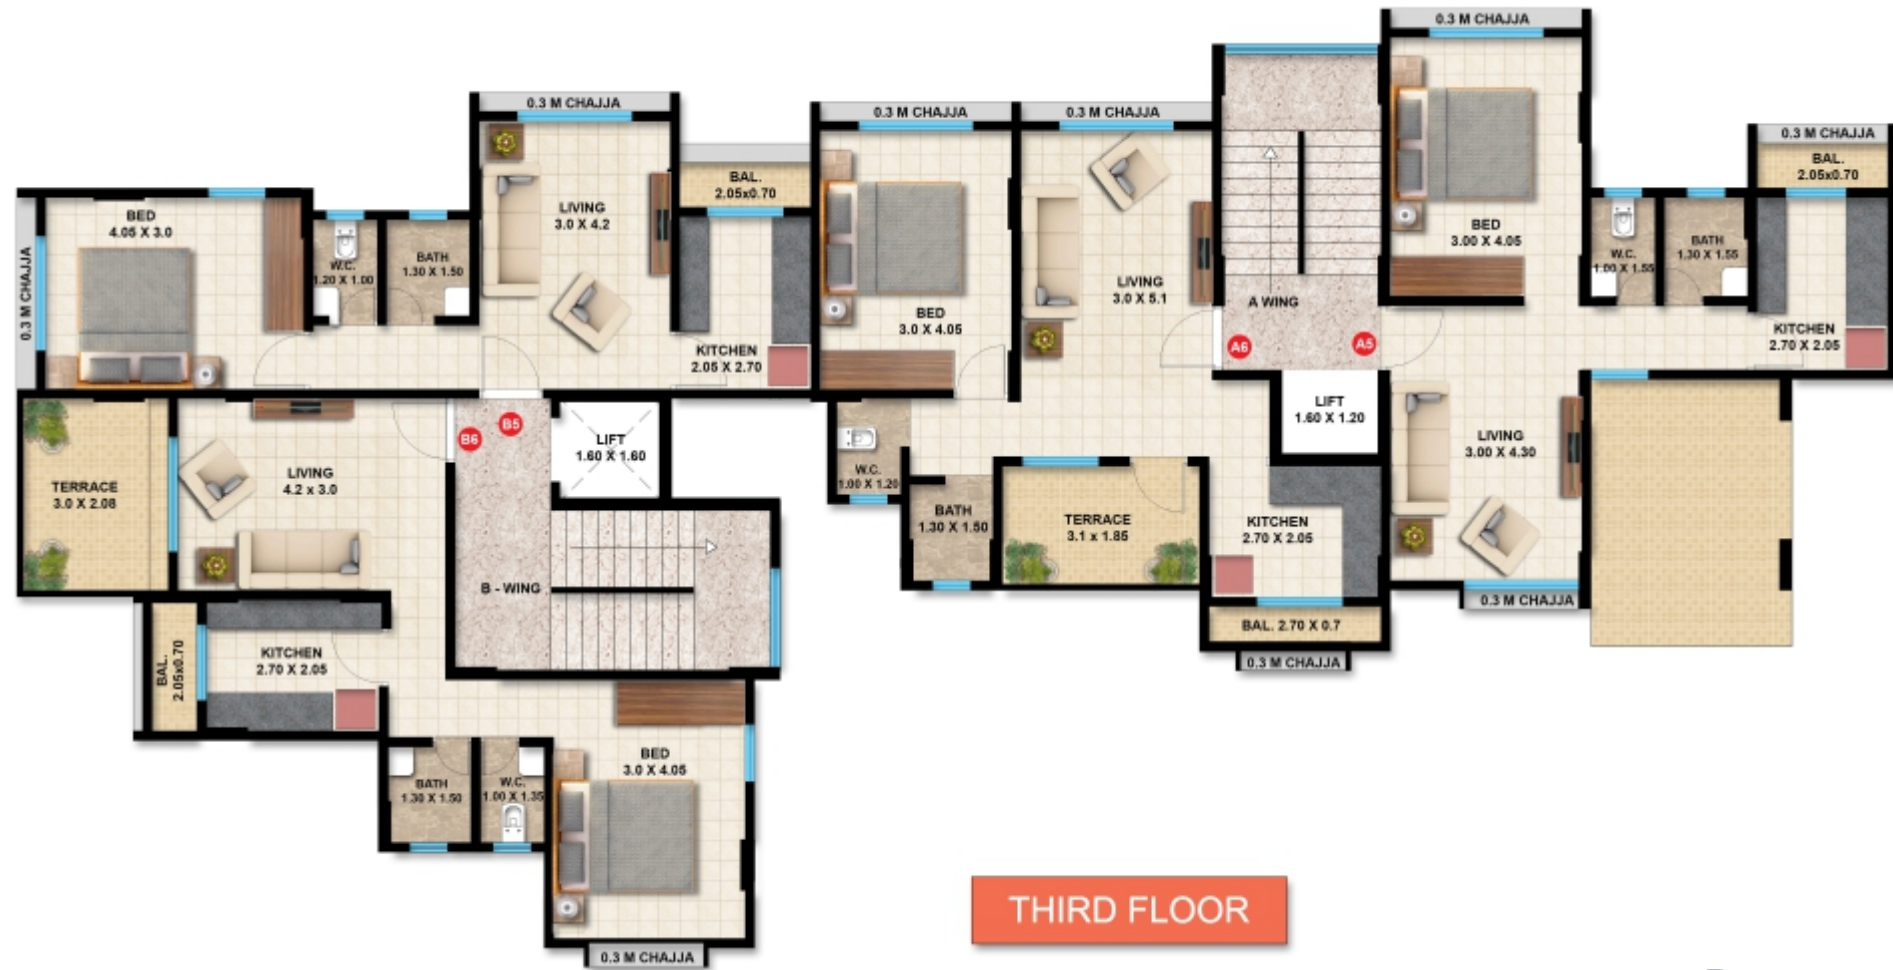 0.3 M CHAJJA
0.3 M CHAJJA
0.3 M CHAJJA
0.3 M CHAJJA
0.3 M CHAJJA
BED
4.05 X 3.0
0.3 M CHAJJA
W.C.
1.20 X 1.00
BATH
1.30 X 1.50
LIVING
3.0 X 4.2
BAL.
2.05x0.70
KITCHEN
2.05 X 2.70
BED
3.0 X 4.05
LIVING
3.0 X 5.1
A WING
A6
A5
BED
3.00 X 4.05
W.C.
1.00 X 1.55
BATH
1.30 X 1.55
BAL.
2.05x0.70
KITCHEN
2.70 X 2.05
TERRACE
3.0 X 2.08
LIVING
4.2 x 3.0
B6
B5
LIFT
1.60 X 1.60
B - WING
W.C.
1.00 X 1.20
BATH
1.30 X 1.50
TERRACE
3.1 x 1.85
KITCHEN
2.70 X 2.05
LIFT
1.60 X 1.20
LIVING
3.00 X 4.30
0.3 M CHAJJA
BAL. 2.70 X 0.7
0.3 M CHAJJA
BAL.
2.05x0.70
KITCHEN
2.70 X 2.05
BATH
1.30 X 1.50
W.C.
1.00 X 1.35
BED
3.0 X 4.05
0.3 M CHAJJA
THIRD FLOOR